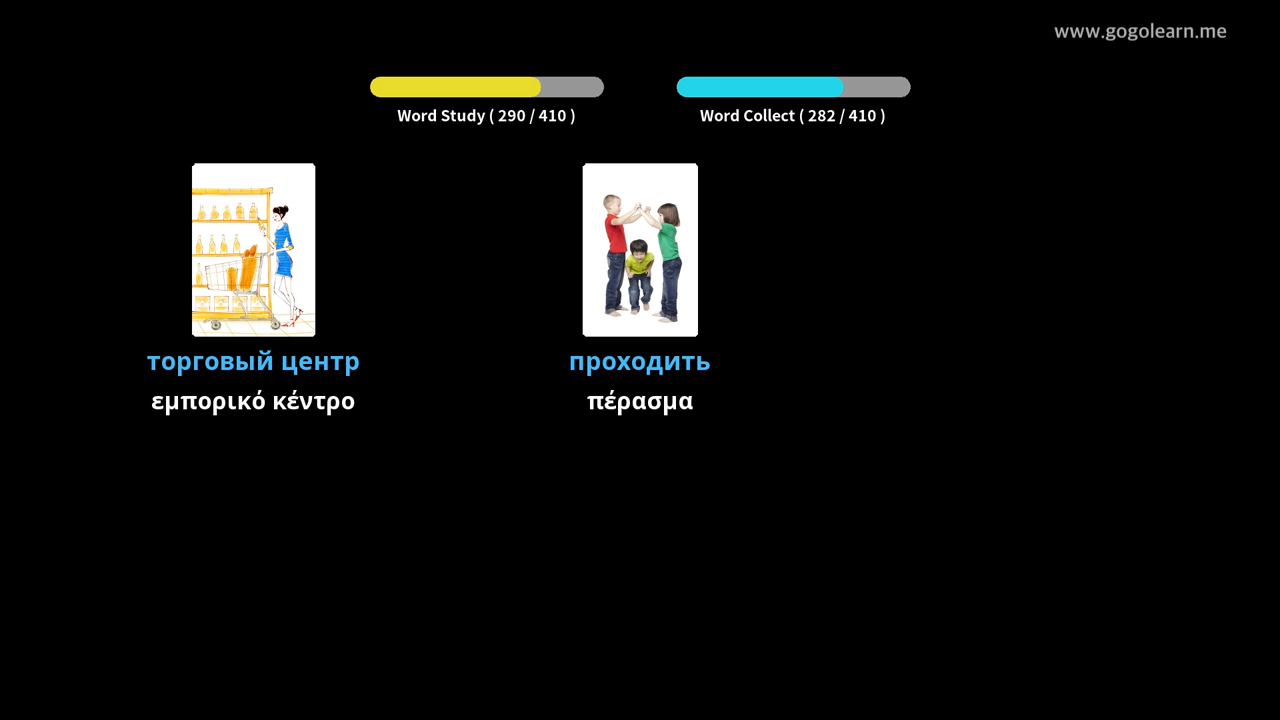 www.gogolearn.me
Word Study ( 290 / 410 )
Word Collect ( 282 / 410 )
торговый центр
εμπορικό κέντρο
проходить
πέρασμα